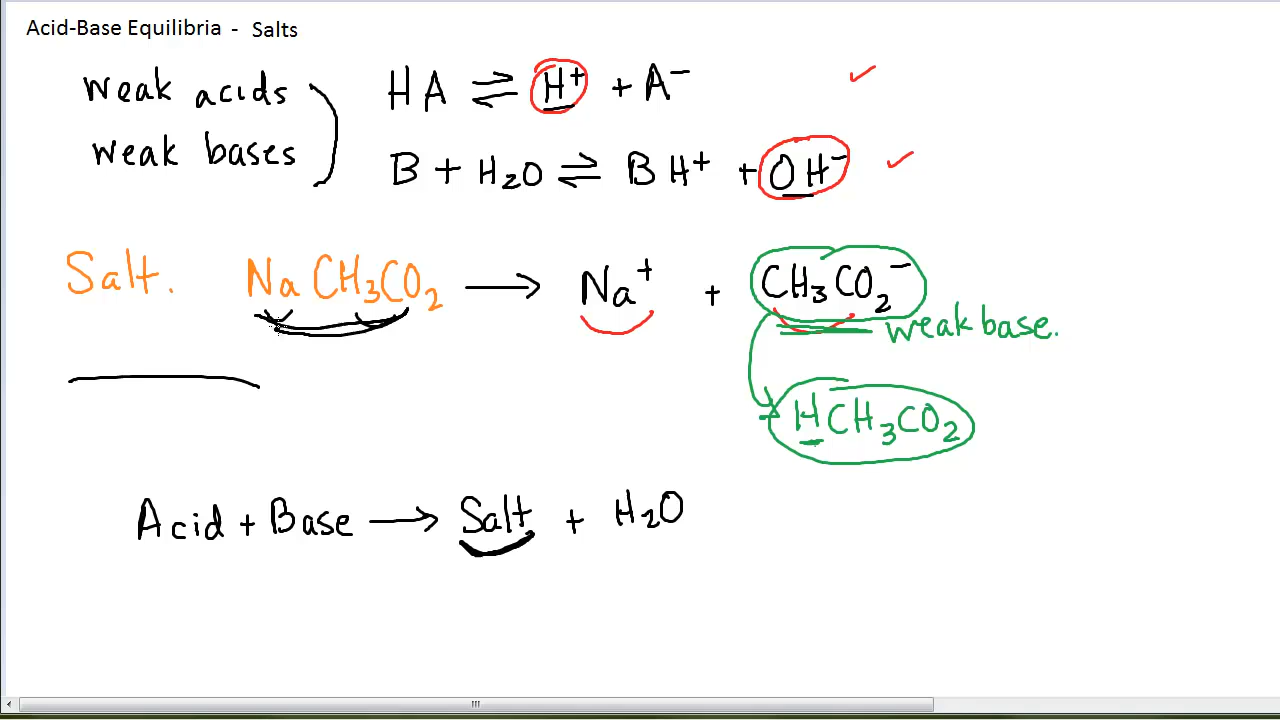 Acid-Base Equilibria - Salts
weak acids HA ⇌ H⁺ + A⁻
weak bases B + H₂O ⇌ BH⁺ + OH⁻
Salt. NaCH₃CO₂ → Na⁺ + CH₃CO₂⁻
weak base.
HCH₃CO₂
Acid + Base → Salt + H₂O